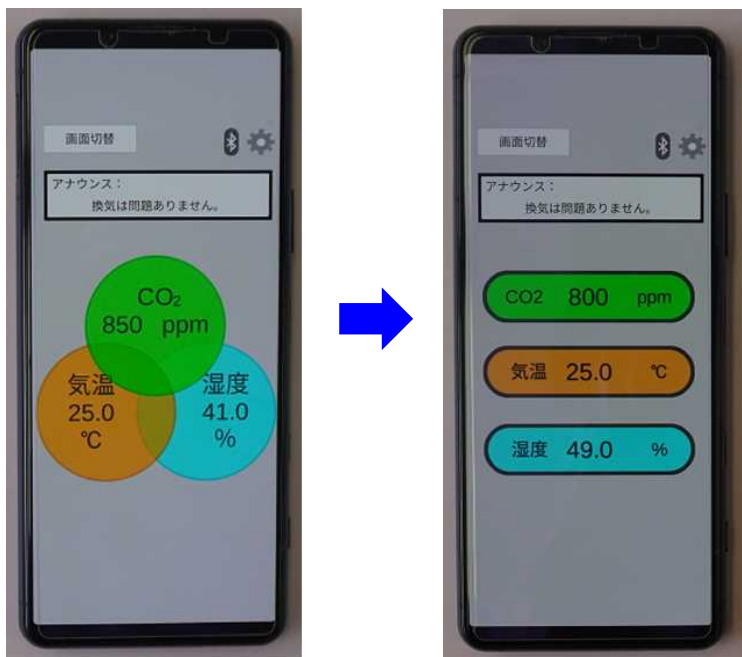 画面切替
アナウンス:
換気は問題ありません。
CO₂
850 ppm
気温
25.0
℃
湿度
41.0
%
画面切替
アナウンス:
換気は問題ありません。
CO2 800 ppm
気温 25.0 ℃
湿度 49.0 %